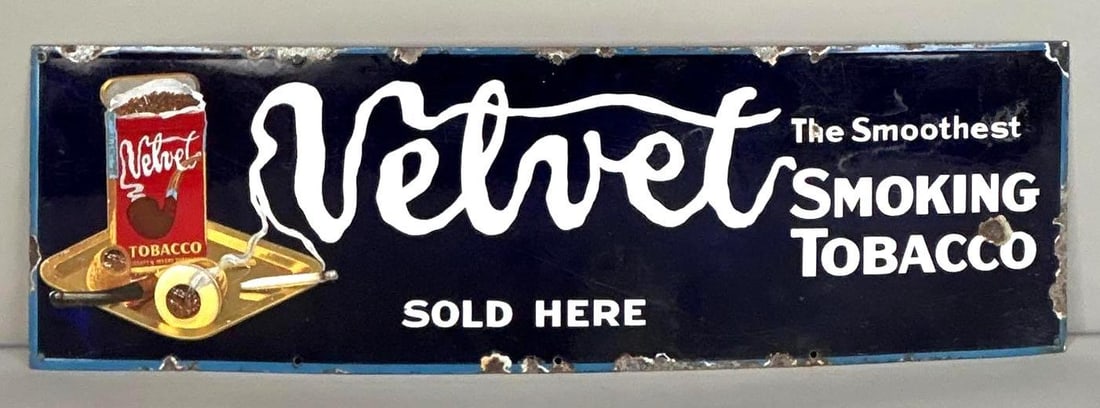 Velvet
TOBACCO
Velvet
The Smoothest
SMOKING
TOBACCO
SOLD HERE